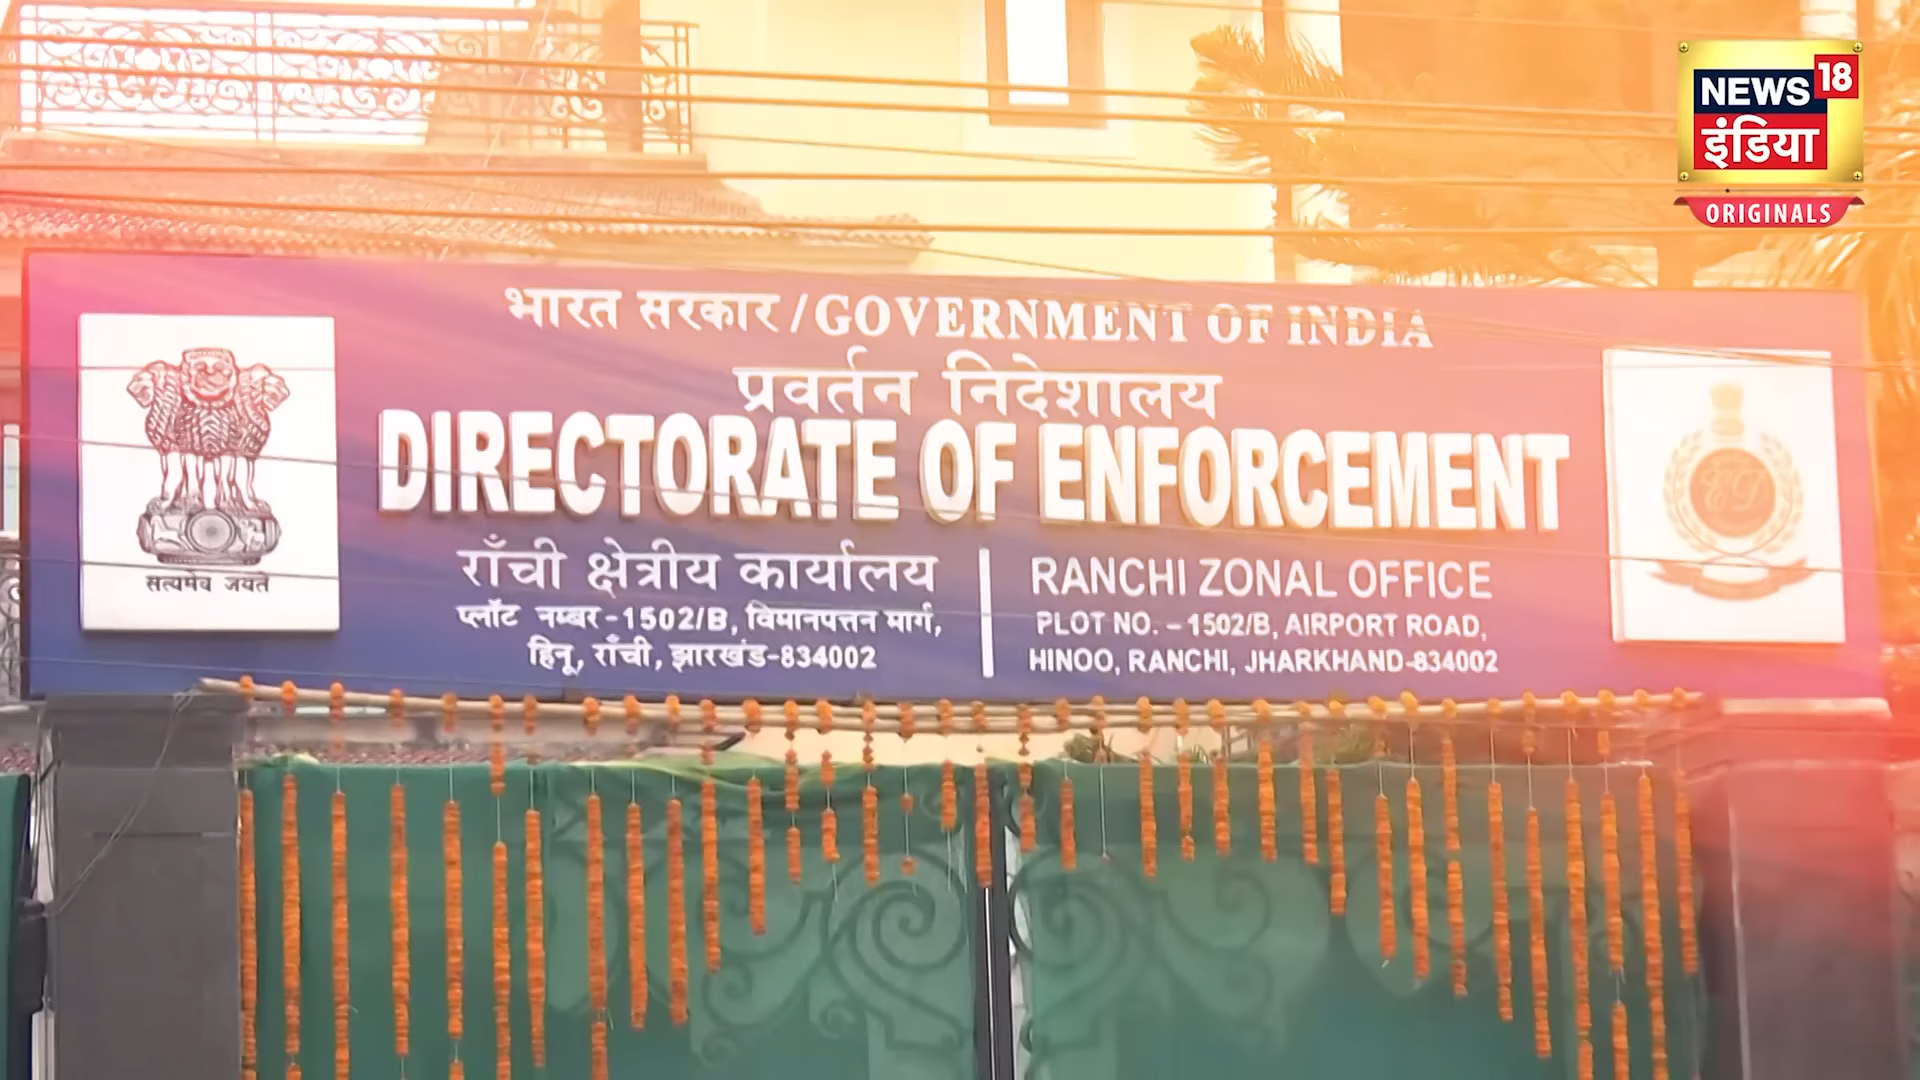 NEWS 18
इंडिया
ORIGINALS
भारत सरकार / GOVERNMENT OF INDIA
प्रवर्तन निदेशालय
DIRECTORATE OF ENFORCEMENT
राँची क्षेत्रीय कार्यालय
प्लॉट नम्बर-1502/B, विमानपत्तन मार्ग,
हिनू, राँची, झारखंड-834002
RANCHI ZONAL OFFICE
PLOT NO. – 1502/B, AIRPORT ROAD,
HINOO, RANCHI, JHARKHAND-834002
सत्यमेव जयते
ED